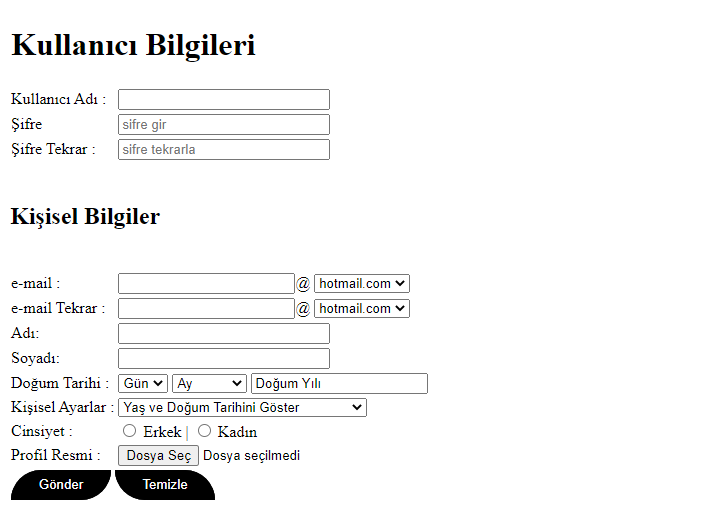 Kullanıcı Bilgileri
Kullanıcı Adı :
Şifre sifre gir
Şifre Tekrar : sifre tekrarla
Kişisel Bilgiler
e-mail : @ hotmail.com
e-mail Tekrar : @ hotmail.com
Adı:
Soyadı:
Doğum Tarihi : Gün Ay Doğum Yılı
Kişisel Ayarlar : Yaş ve Doğum Tarihini Göster
Cinsiyet : Erkek | Kadın
Profil Resmi : Dosya Seç Dosya seçilmedi
Gönder Temizle